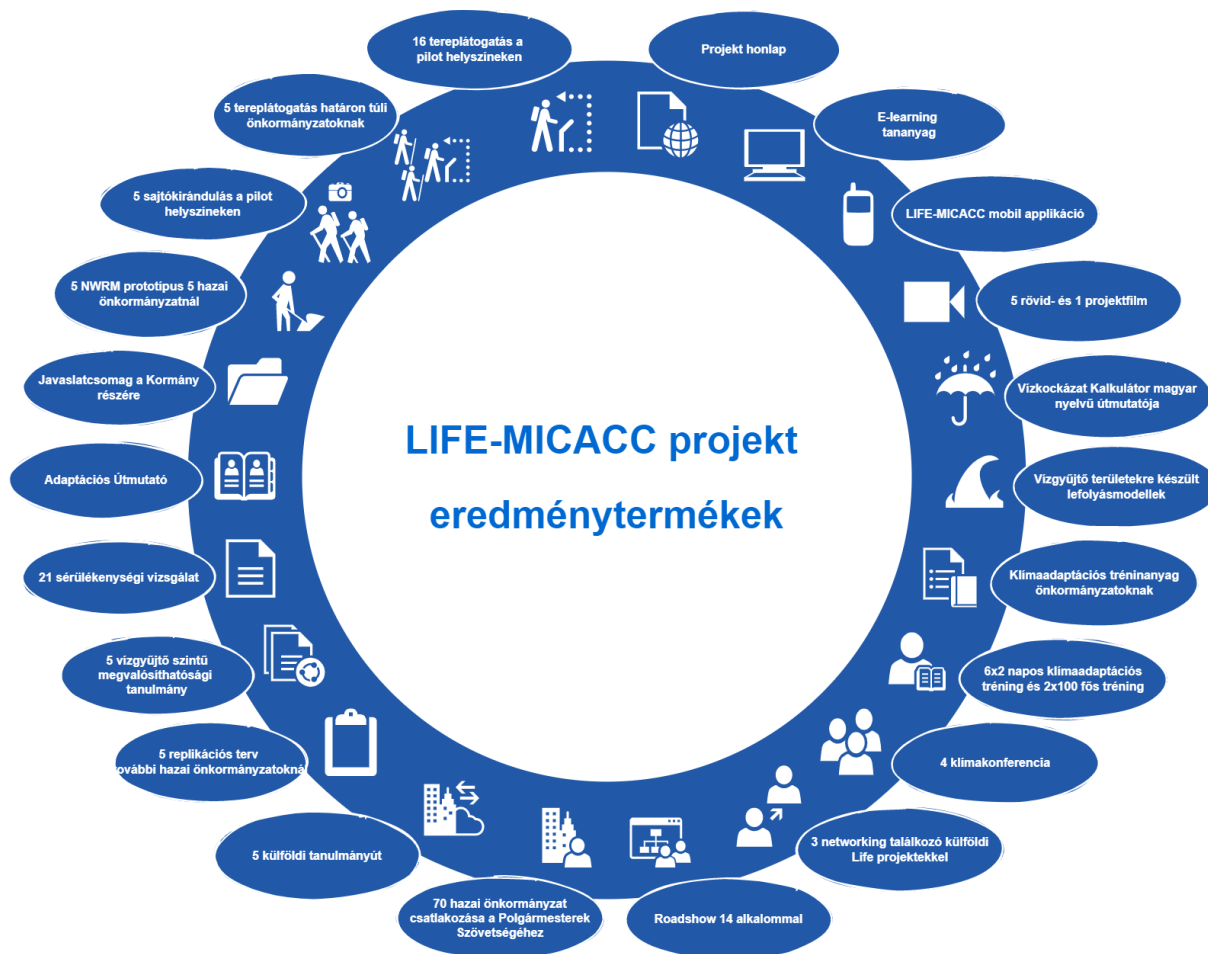 16 tereplátogatás a
pilot helyszíneken
Projekt honlap
E-learning
tananyag
LIFE-MICACC mobil applikáció
5 rövid- és 1 projektfilm
Vízkockázat Kalkulátor magyar
nyelvű útmutatója
Vízgyűjtő területekre készült
lefolyásmodellek
Klímaadaptációs tréninanyag
önkormányzatoknak
6x2 napos klímaadaptációs
tréning és 2x100 fős tréning
4 klímakonferencia
3 networking találkozó külföldi
Life projektekkel
Roadshow 14 alkalommal
70 hazai önkormányzat
csatlakozása a Polgármesterek
Szövetségéhez
5 külföldi tanulmányút
5 replikációs terv
további hazai önkormányzatokná
5 vízgyűjtő szintű
megvalósíthatósági
tanulmány
21 sérülékenységi vizsgálat
Adaptációs Útmutató
Javaslatcsomag a Kormány
részére
5 NWRM prototípus 5 hazai
önkormányzatnál
5 sajtókirándulás a pilot
helyszíneken
5 tereplátogatás határon túli
önkormányzatoknak
LIFE-MICACC projekt
eredménytermékek